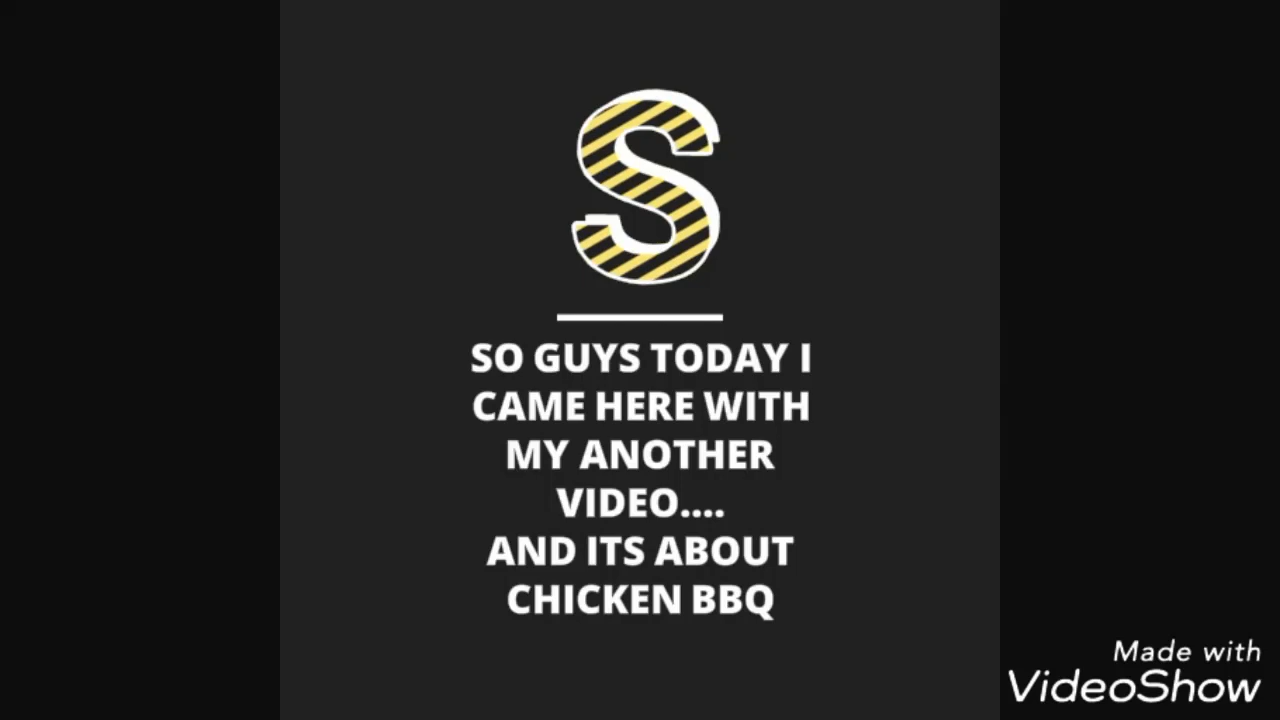 S
SO GUYS TODAY I
CAME HERE WITH
MY ANOTHER
VIDEO....
AND ITS ABOUT
CHICKEN BBQ
Made with
VideoShow